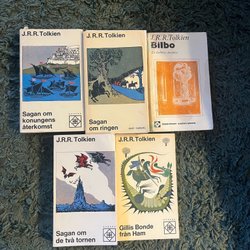 J.R.R.Tolkien
Sagan om
konungens
återkomst
J.R.R.Tolkien
Sagan om
ringen
J.R.R.Tolkien
Bilbo
J.R.R.Tolkien
Sagan om
de två tornen
J.R.R.Tolkien
Gillis Bonde
från Ham